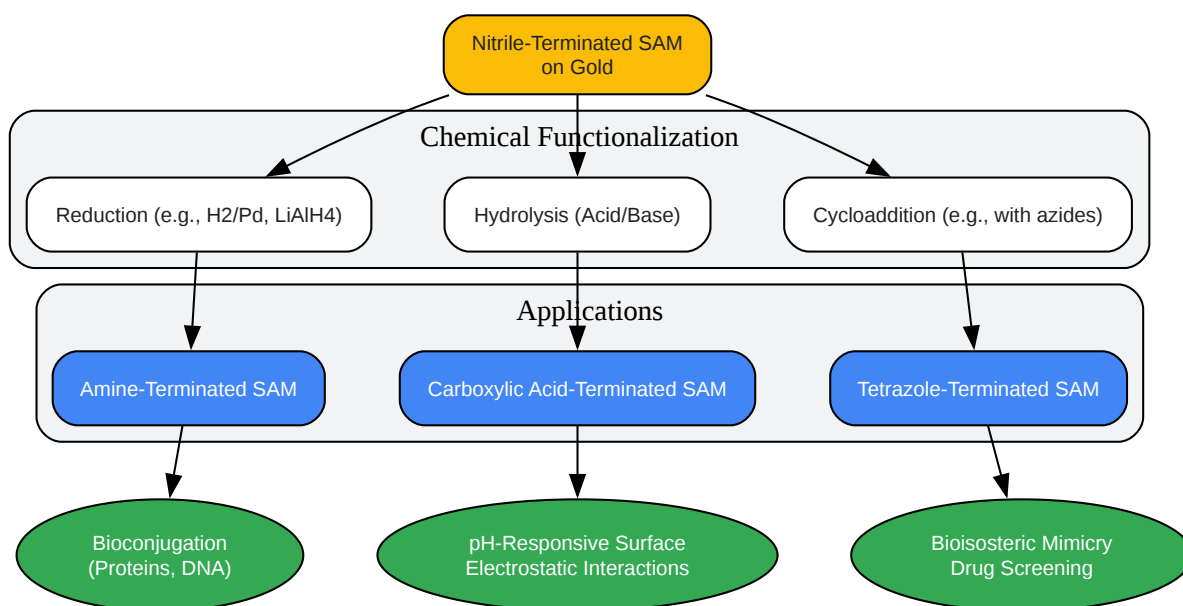 Nitrile-Terminated SAM
on Gold
Chemical Functionalization
Reduction (e.g., H2/Pd, LiAlH4)
Hydrolysis (Acid/Base)
Cycloaddition (e.g., with azides)
Applications
Amine-Terminated SAM
Carboxylic Acid-Terminated SAM
Tetrazole-Terminated SAM
Bioconjugation
(Proteins, DNA)
pH-Responsive Surface
Electrostatic Interactions
Bioisosteric Mimicry
Drug Screening